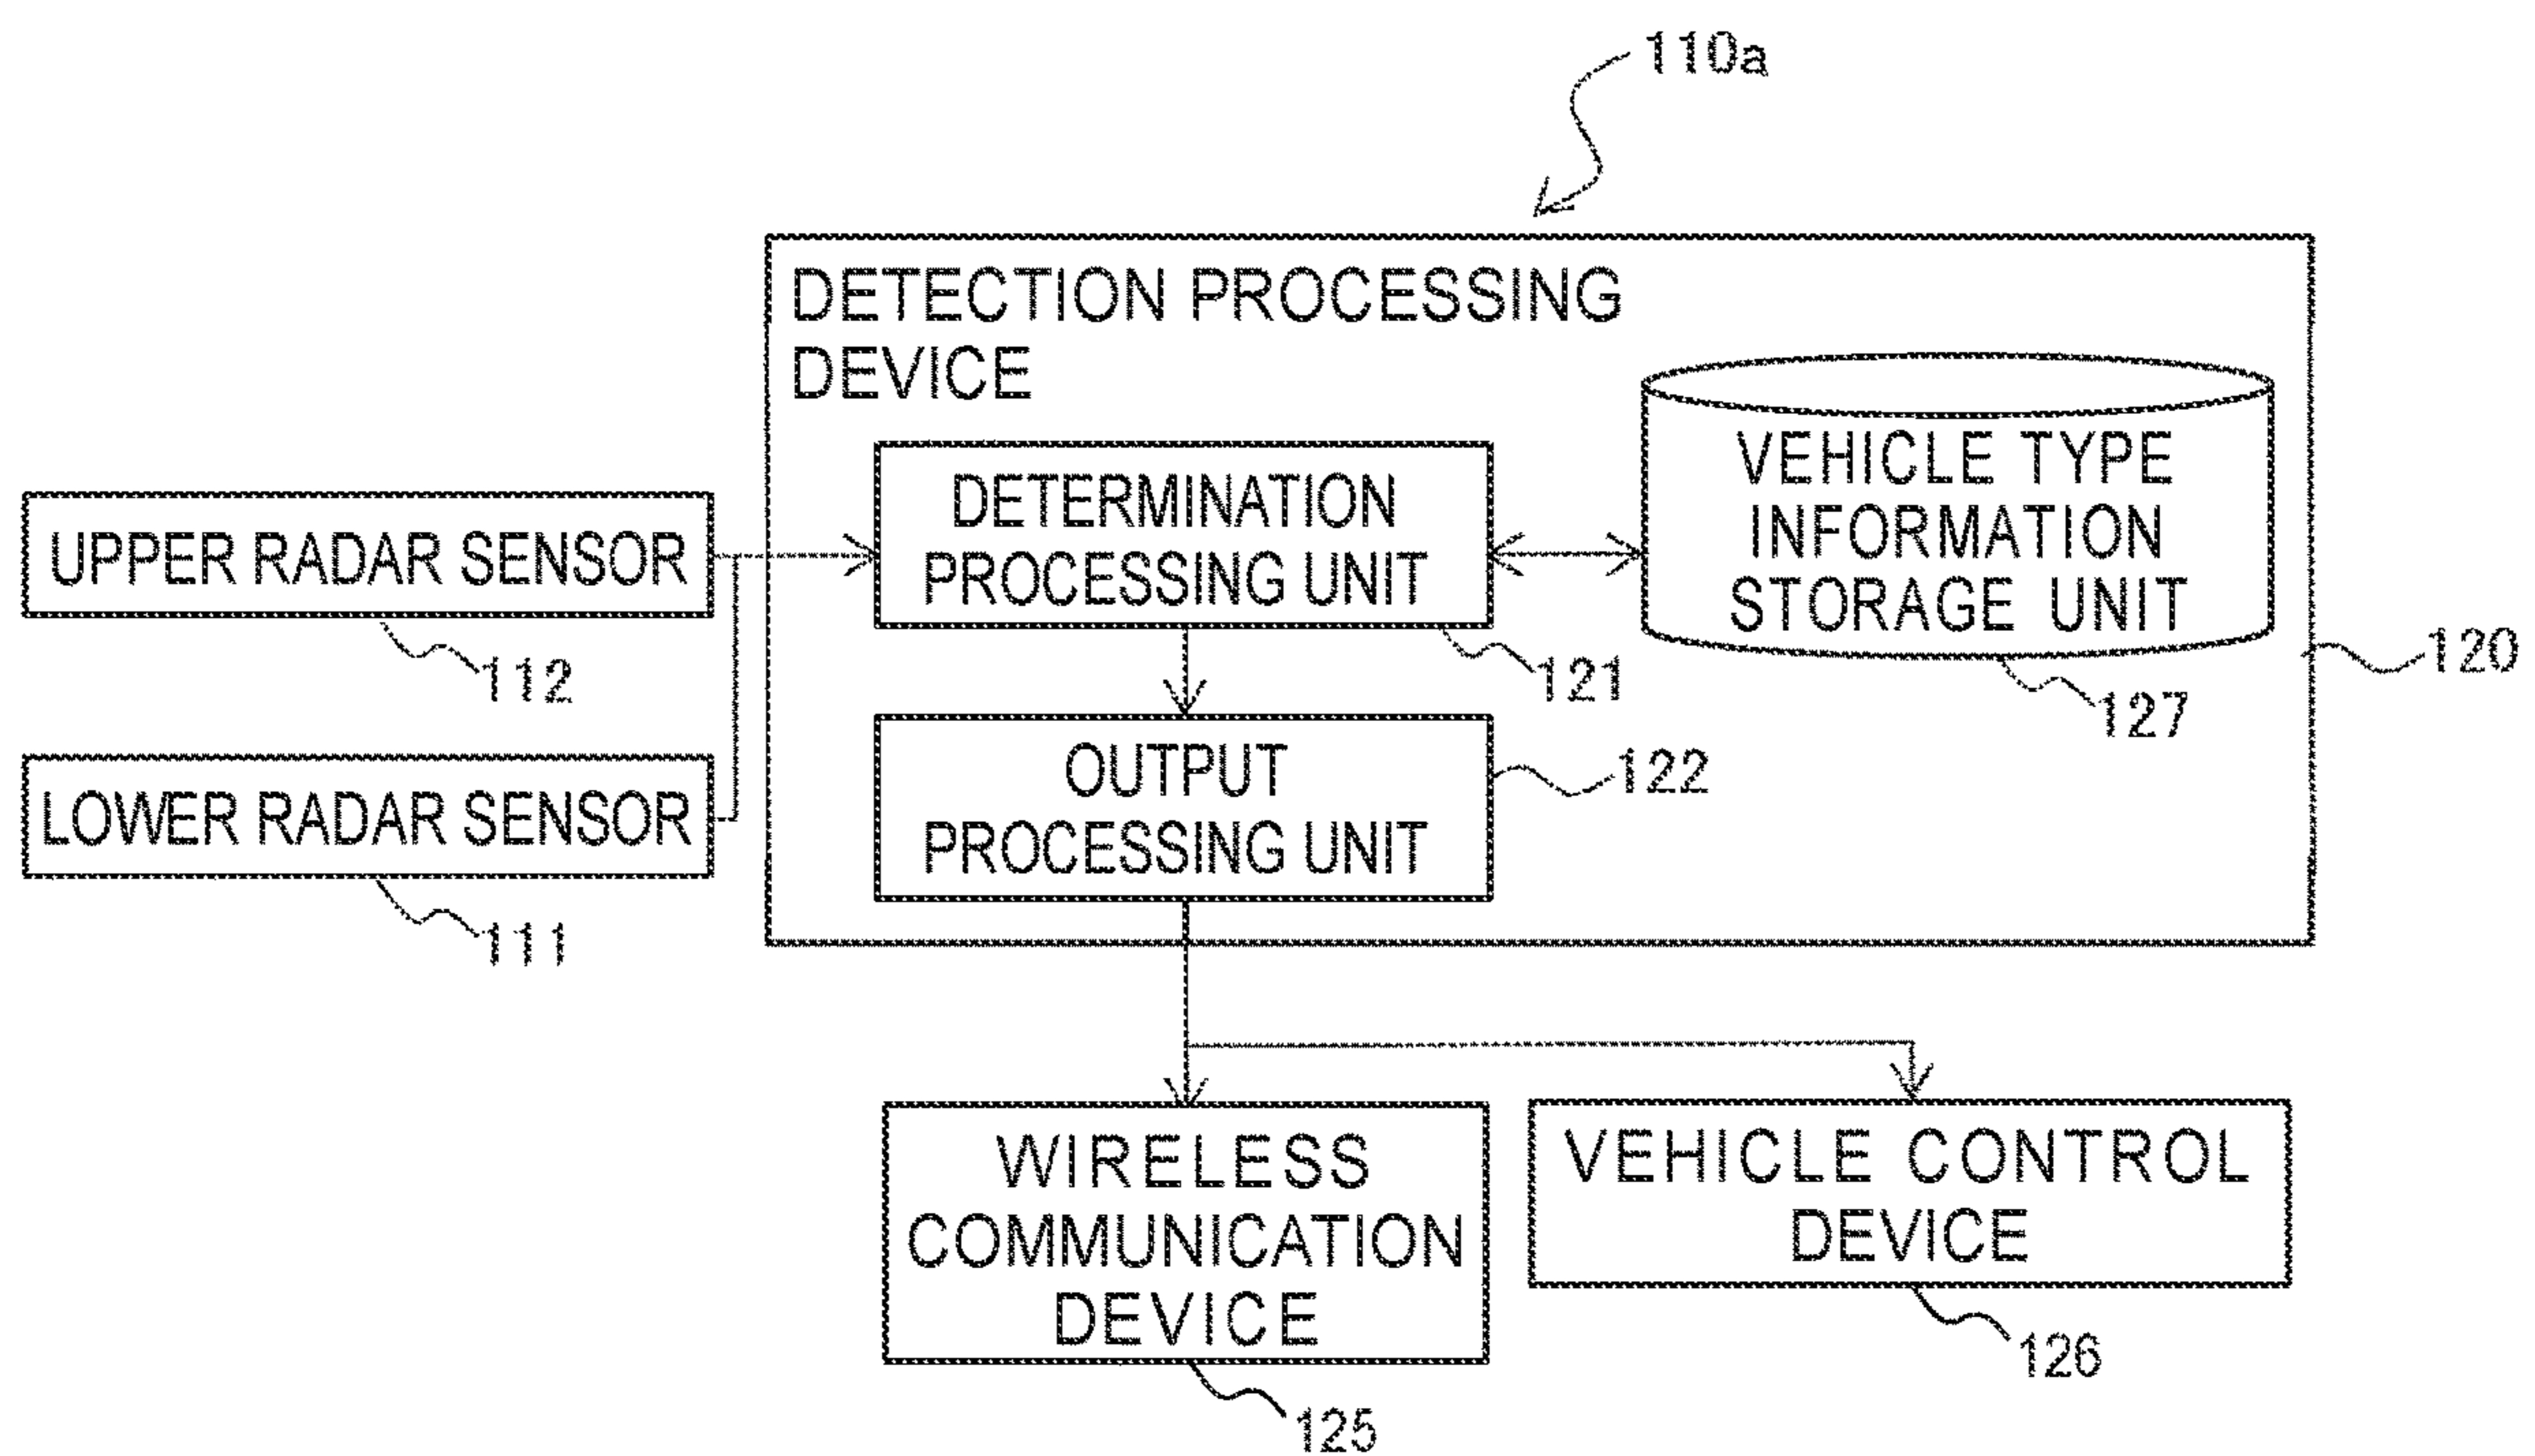 110a
DETECTION PROCESSING
DEVICE
VEHICLE TYPE
INFORMATION
STORAGE UNIT
DETERMINATION
PROCESSING UNIT
UPPER RADAR SENSOR
112
121
127
120
OUTPUT
PROCESSING UNIT
122
LOWER RADAR SENSOR
111
WIRELESS
COMMUNICATION
DEVICE
VEHICLE CONTROL
DEVICE
126
125